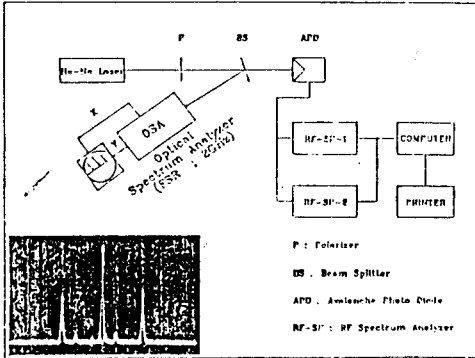 P
BS
APD
He-Ne Laser
X
Y
OSA
Optical
Spectrum Analyzer
(FSR : 2GHz)
RF-SP-1
COMPUTER
RF-SP-2
PRINTER
P : Polarizer
BS . Beam Splitter
APD . Avalanche Photo Diode
RF-SP : RF Spectrum Analyzer